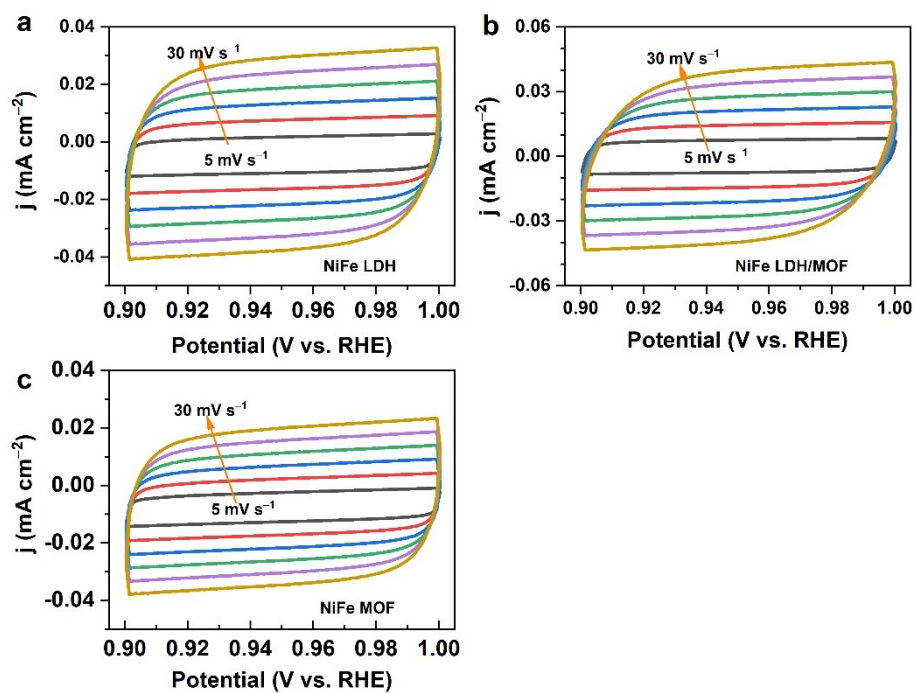 a
0.04
0.02
0.00
-0.02
-0.04
j (mA cm⁻²)
30 mV s⁻¹
5 mV s⁻¹
NiFe LDH
0.90 0.92 0.94 0.96 0.98 1.00
Potential (V vs. RHE)
b
0.06
0.03
0.00
-0.03
-0.06
j (mA cm⁻²)
30 mV s⁻¹
5 mV s⁻¹
NiFe LDH/MOF
0.90 0.92 0.94 0.96 0.98 1.00
Potential (V vs. RHE)
c
0.04
0.02
0.00
-0.02
-0.04
j (mA cm⁻²)
30 mV s⁻¹
5 mV s⁻¹
NiFe MOF
0.90 0.92 0.94 0.96 0.98 1.00
Potential (V vs. RHE)